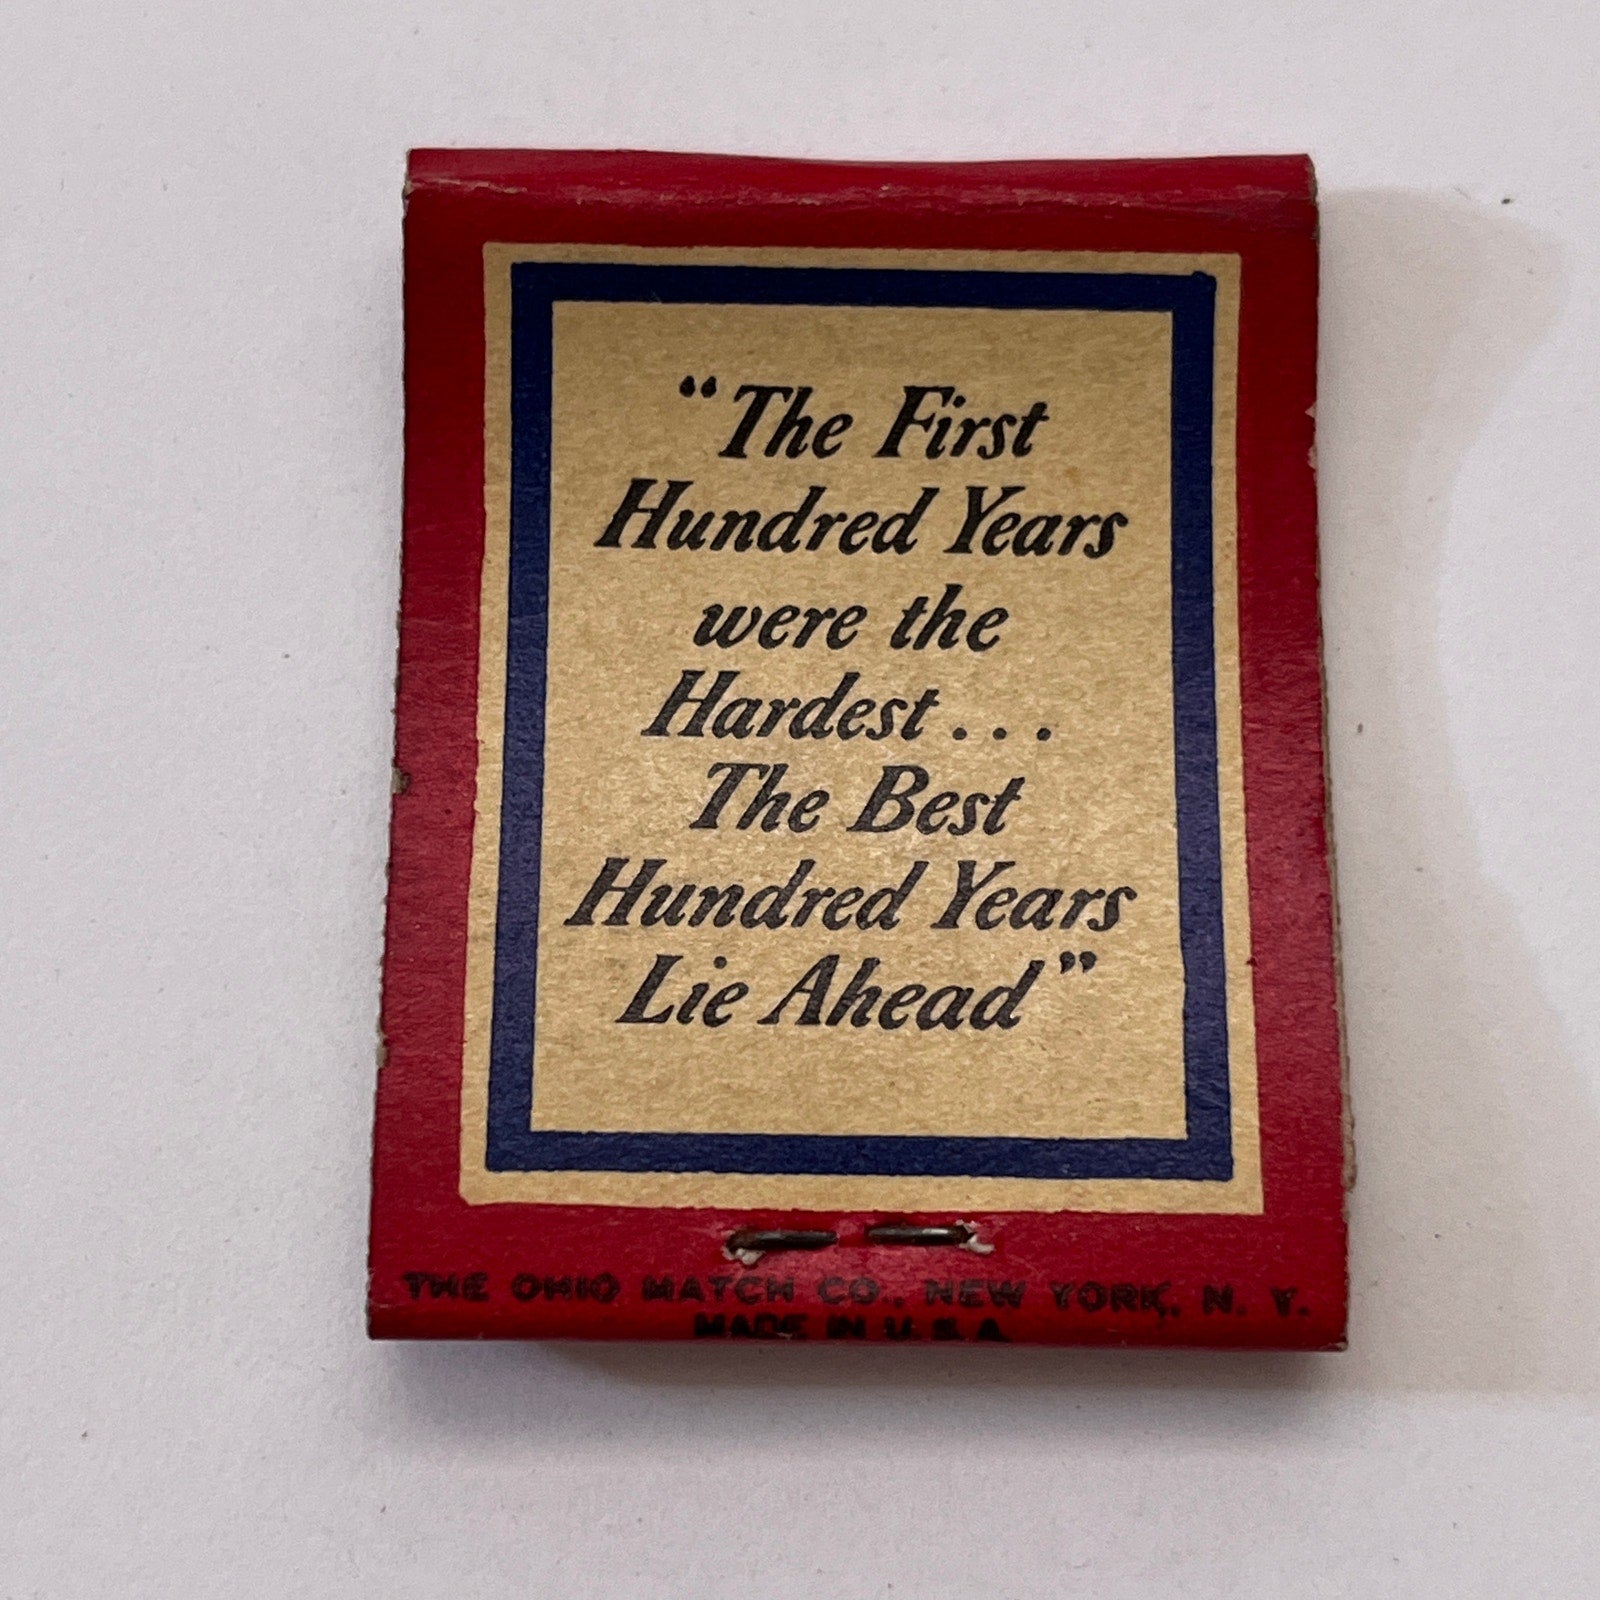 “The First
Hundred Years
were the
Hardest...
The Best
Hundred Years
Lie Ahead”
THE OHIO MATCH CO., NEW YORK, N. Y.
MADE IN U. S. A.